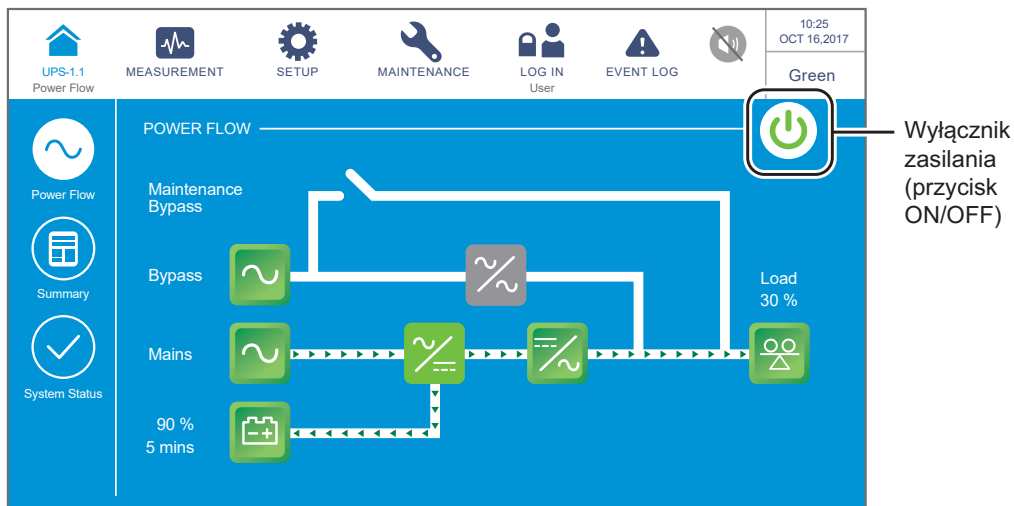 UPS-1.1
Power Flow
MEASUREMENT
SETUP
MAINTENANCE
LOG IN
User
EVENT LOG
10:25
OCT 16,2017
Green
Power Flow
Summary
System Status
POWER FLOW
Maintenance
Bypass
Bypass
Mains
90 %
5 mins
Load
30 %
Wyłącznik
zasilania
(przycisk
ON/OFF)